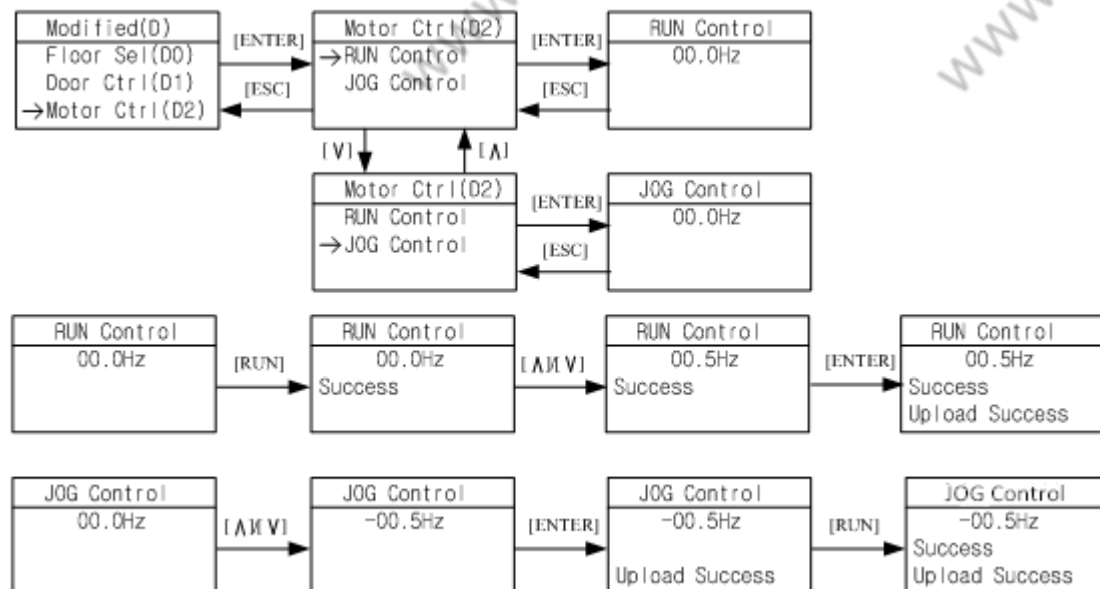 Modified(D)
Floor Sel(D0)
Door Ctrl(D1)
→Motor Ctrl(D2)
[ENTER]
[ESC]
Motor Ctrl(D2)
→RUN Control
JOG Control
[ENTER]
[ESC]
RUN Control
00.0Hz
[V]
[Λ]
Motor Ctrl(D2)
RUN Control
→JOG Control
[ENTER]
[ESC]
JOG Control
00.0Hz
RUN Control
00.0Hz
[RUN]
RUN Control
00.0Hz
Success
[Λ]/[V]
RUN Control
00.5Hz
Success
[ENTER]
RUN Control
00.5Hz
Success
Upload Success
JOG Control
00.0Hz
[Λ]/[V]
JOG Control
-00.5Hz
[ENTER]
JOG Control
-00.5Hz
Upload Success
[RUN]
JOG Control
-00.5Hz
Success
Upload Success
www
www